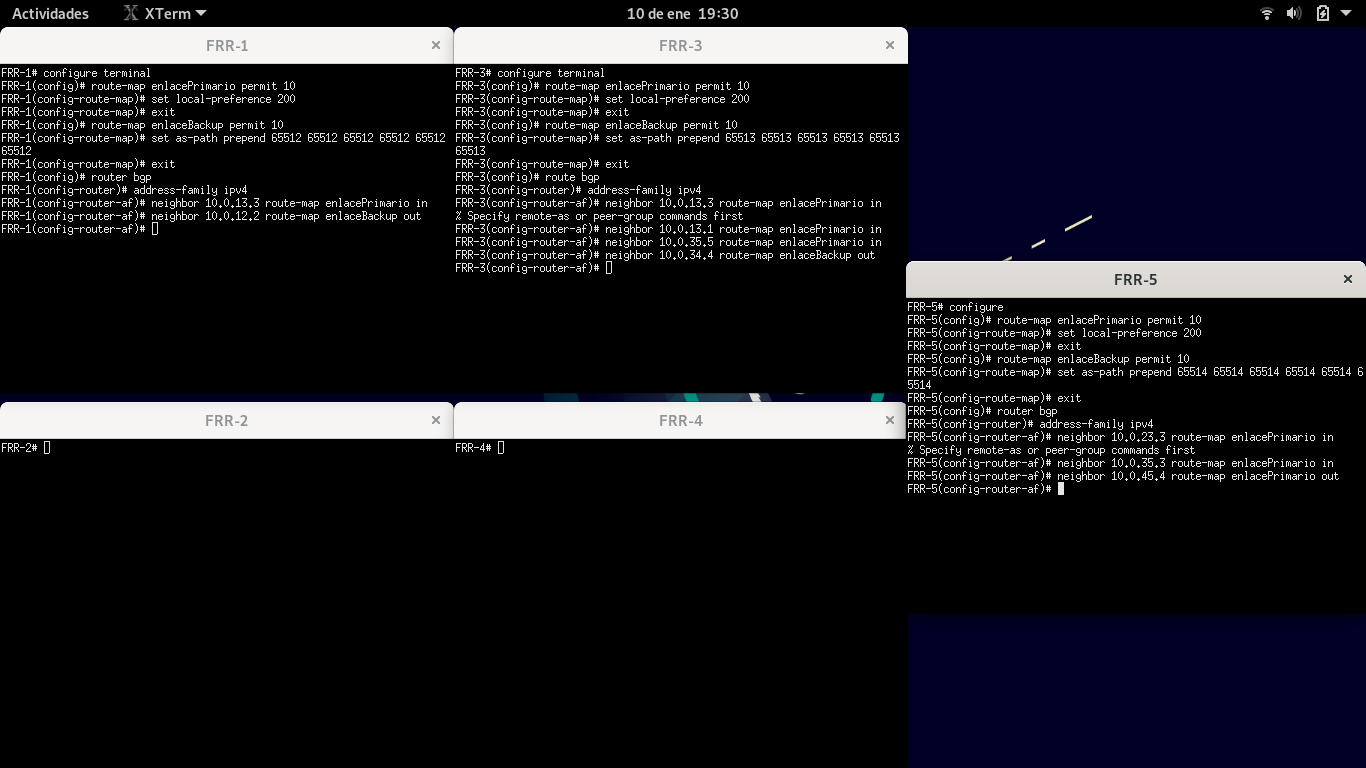 Actividades XTerm 10 de ene 19:30
FRR-1
FRR-1# configure terminal
FRR-1(config)# route-map enlacePrimario permit 10
FRR-1(config-route-map)# set local-preference 200
FRR-1(config-route-map)# exit
FRR-1(config)# route-map enlaceBackup permit 10
FRR-1(config-route-map)# set as-path prepend 65512 65512 65512 65512 65512
65512
FRR-1(config-route-map)# exit
FRR-1(config)# router bgp
FRR-1(config-router)# address-family ipv4
FRR-1(config-router-af)# neighbor 10.0.13.3 route-map enlacePrimario in
FRR-1(config-router-af)# neighbor 10.0.12.2 route-map enlaceBackup out
FRR-1(config-router-af)#
FRR-3
FRR-3# configure terminal
FRR-3(config)# route-map enlacePrimario permit 10
FRR-3(config-route-map)# set local-preference 200
FRR-3(config-route-map)# exit
FRR-3(config)# route-map enlaceBackup permit 10
FRR-3(config-route-map)# set as-path prepend 65513 65513 65513 65513 65513
65513
FRR-3(config-route-map)# exit
FRR-3(config)# route bgp
FRR-3(config-router)# address-family ipv4
FRR-3(config-router-af)# neighbor 10.0.13.3 route-map enlacePrimario in
% Specify remote-as or peer-group commands first
FRR-3(config-router-af)# neighbor 10.0.13.1 route-map enlacePrimario in
FRR-3(config-router-af)# neighbor 10.0.35.5 route-map enlacePrimario in
FRR-3(config-router-af)# neighbor 10.0.34.4 route-map enlaceBackup out
FRR-3(config-router-af)#
FRR-5
FRR-5# configure
FRR-5(config)# route-map enlacePrimario permit 10
FRR-5(config-route-map)# set local-preference 200
FRR-5(config-route-map)# exit
FRR-5(config)# route-map enlaceBackup permit 10
FRR-5(config-route-map)# set as-path prepend 65514 65514 65514 65514 65514 6
5514
FRR-5(config-route-map)# exit
FRR-5(config)# router bgp
FRR-5(config-router)# address-family ipv4
FRR-5(config-router-af)# neighbor 10.0.23.3 route-map enlacePrimario in
% Specify remote-as or peer-group commands first
FRR-5(config-router-af)# neighbor 10.0.35.3 route-map enlacePrimario in
FRR-5(config-router-af)# neighbor 10.0.45.4 route-map enlacePrimario out
FRR-5(config-router-af)#
FRR-2
FRR-2#
FRR-4
FRR-4#